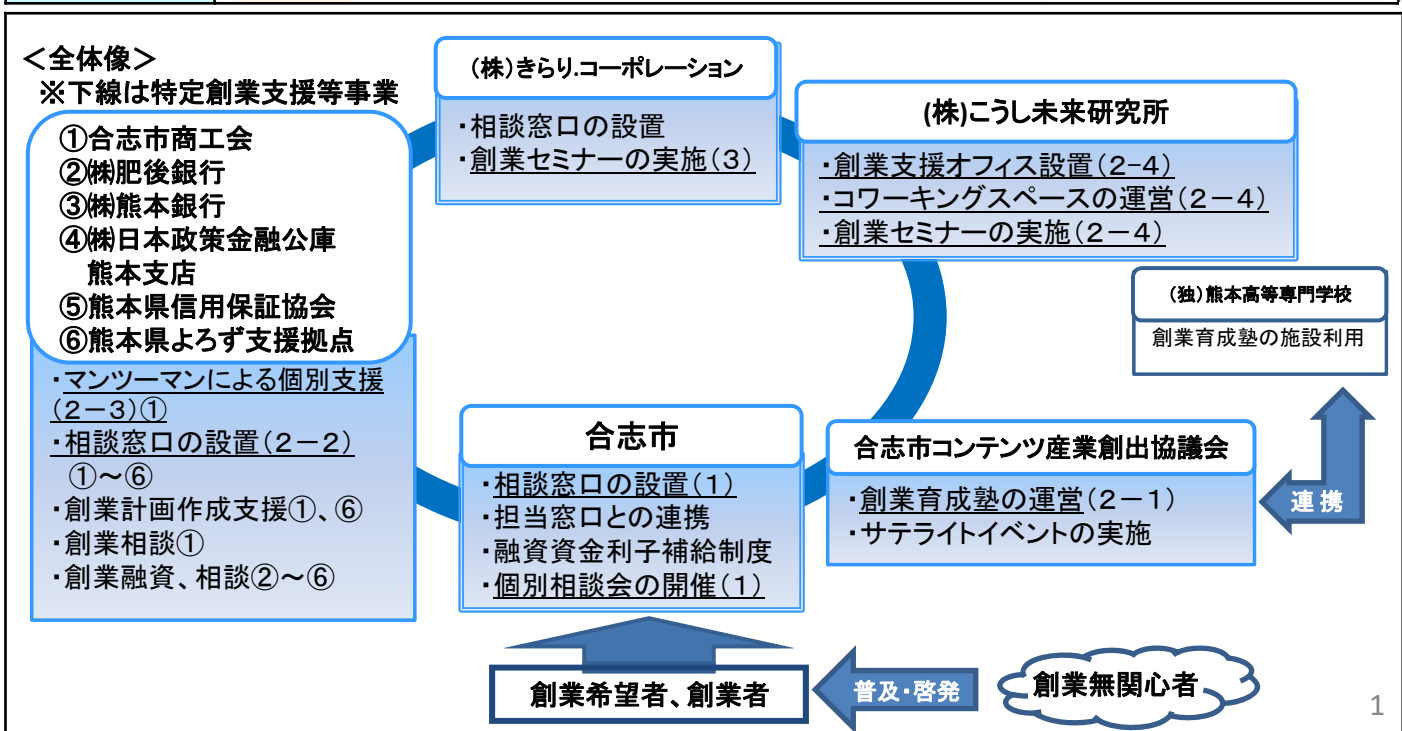 ＜全体像＞
※下線は特定創業支援等事業
①合志市商工会
②㈱肥後銀行
③㈱熊本銀行
④㈱日本政策金融公庫
熊本支店
⑤熊本県信用保証協会
⑥熊本県よろず支援拠点
・マンツーマンによる個別支援
（２－３）①
・相談窓口の設置（２－２）
①～⑥
・創業計画作成支援①、⑥
・創業相談①
・創業融資、相談②～⑥
（株）きらり.コーポレーション
・相談窓口の設置
・創業セミナーの実施（３）
(株)こうし未来研究所
・創業支援オフィス設置（2-4）
・コワーキングスペースの運営（２－４）
・創業セミナーの実施（２－４）
（独）熊本高等専門学校
創業育成塾の施設利用
合志市
・相談窓口の設置（１）
・担当窓口との連携
・融資資金利子補給制度
・個別相談会の開催（１）
合志市コンテンツ産業創出協議会
・創業育成塾の運営（２－１）
・サテライトイベントの実施
連携
創業希望者、創業者
普及・啓発
創業無関心者
1